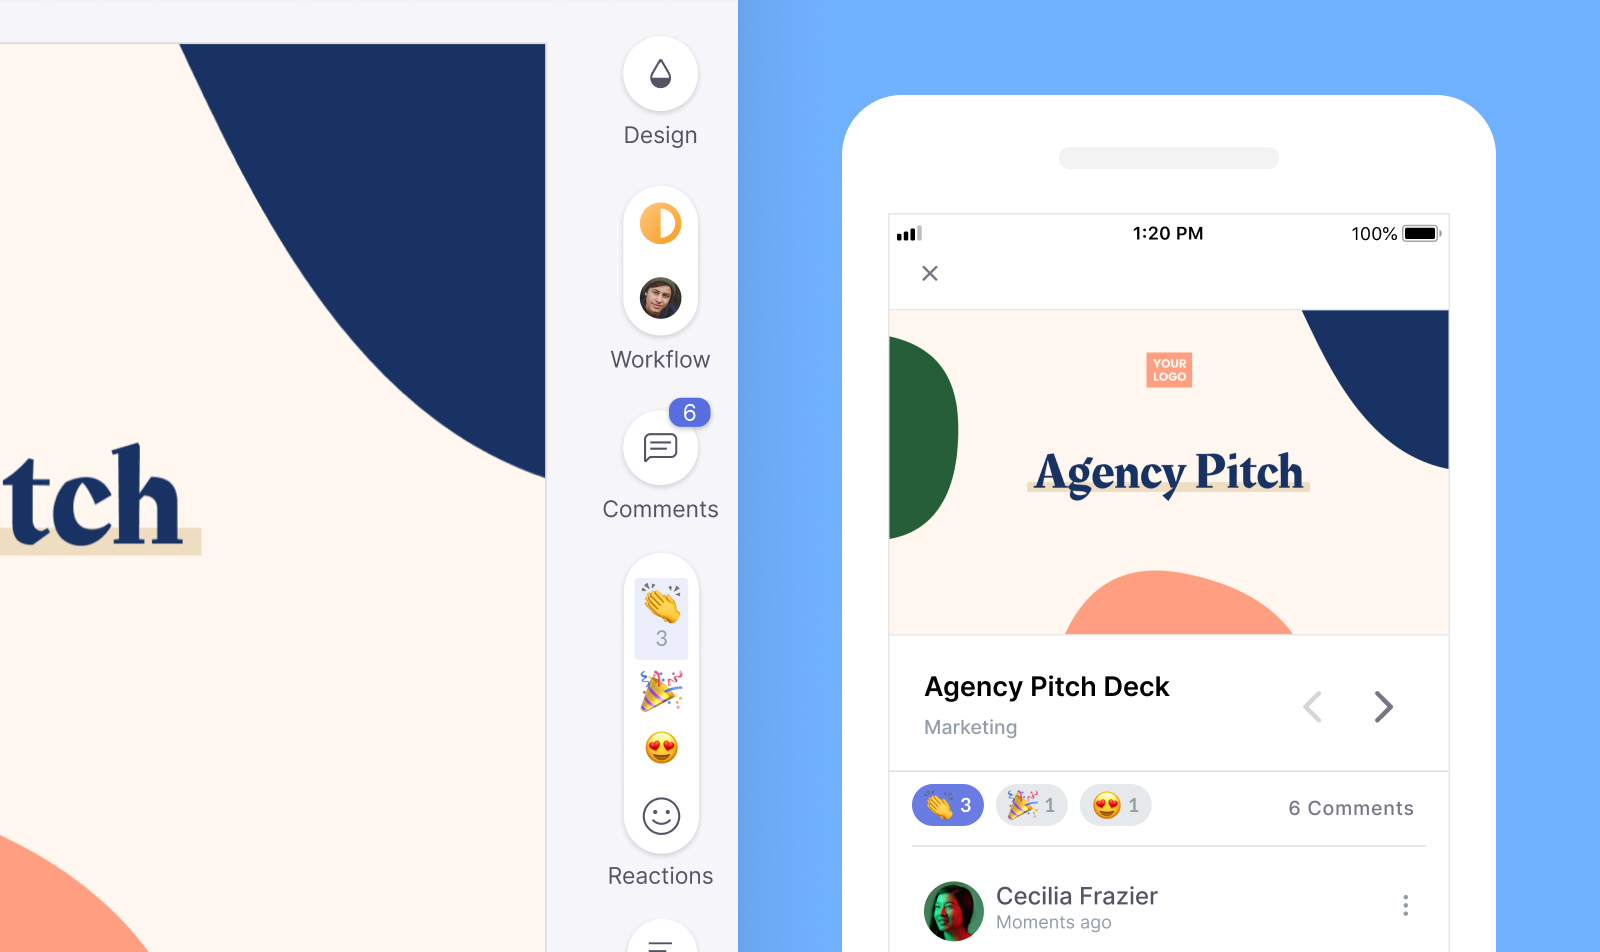 tch
Design
Workflow
6
Comments
3
Reactions
1:20 PM
100%
YOUR
LOGO
Agency Pitch
Agency Pitch Deck
Marketing
3
1
1
6 Comments
Cecilia Frazier
Moments ago